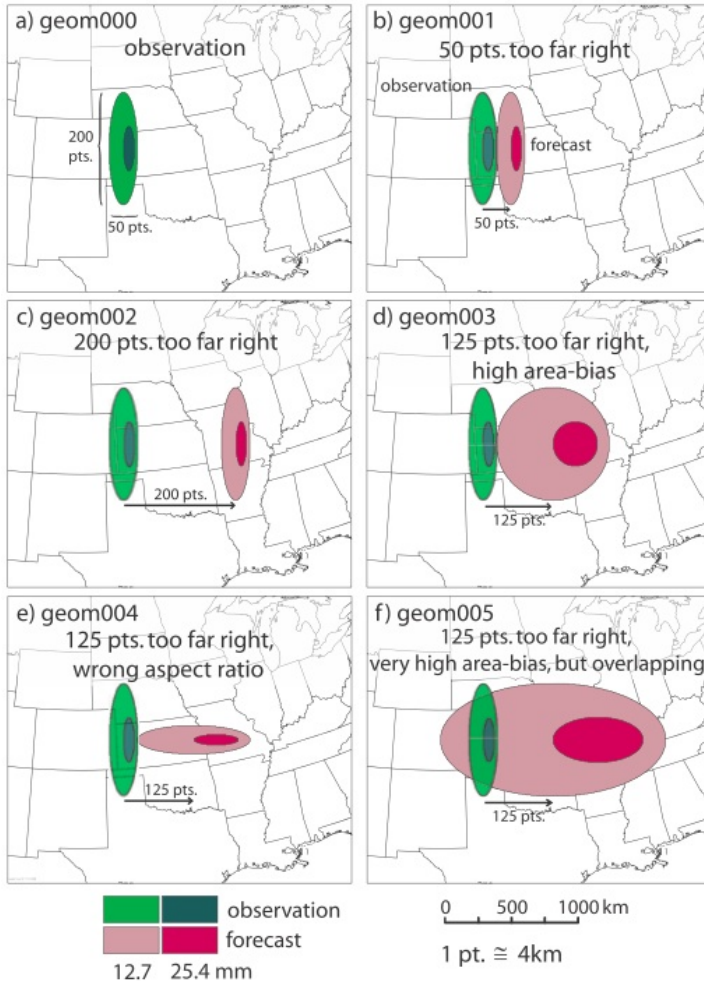 a) geom000
observation
200
pts.
50 pts.
b) geom001
50 pts. too far right
observation
forecast
50 pts.
c) geom002
200 pts. too far right
200 pts.
d) geom003
125 pts too far right,
high area-bias
125 pts.
e) geom004
125 pts. too far right,
wrong aspect ratio
125 pts.
f) geom005
125 pts. too far right,
very high area-bias, but overlapping
125 pts.
observation
forecast
12.7 25.4 mm
0 500 1000 km
1 pt. ≅ 4km